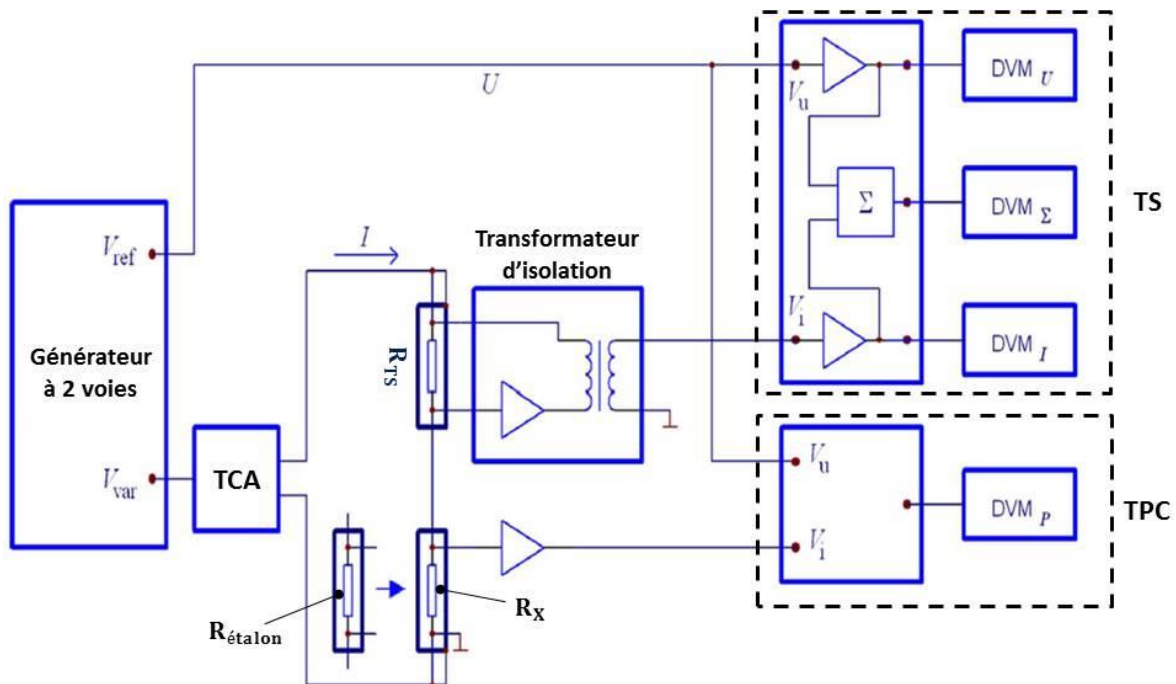 U
V_u
DVM U
Σ
DVM Σ
TS
V_ref
I
Transformateur
d'isolation
V_i
DVM I
R_TS
Générateur
à 2 voies
V_var
TCA
V_u
DVM P
TPC
V_i
R_étalon
R_X